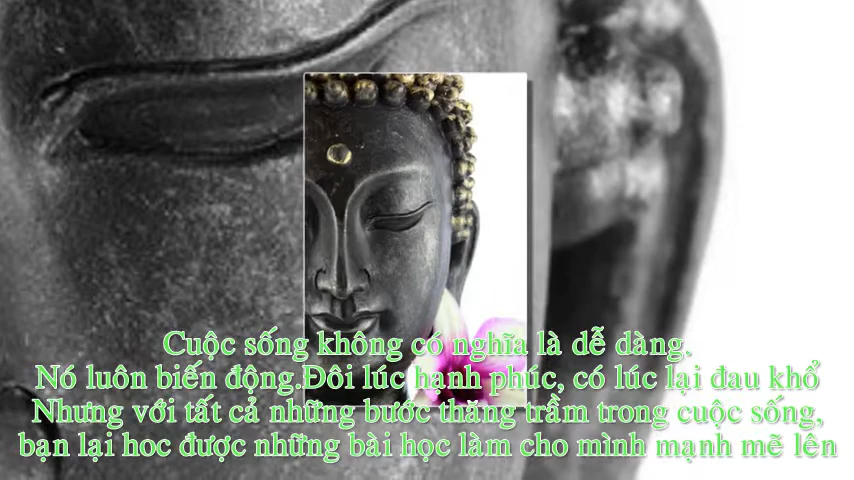 Cuộc sống không có nghĩa là dễ dàng.
Nó luôn biến động.Đôi lúc hạnh phúc, có lúc lại đau khổ
Nhưng với tất cả những bước thăng trầm trong cuộc sống,
bạn lại hoc được những bài học làm cho mình mạnh mẽ lên